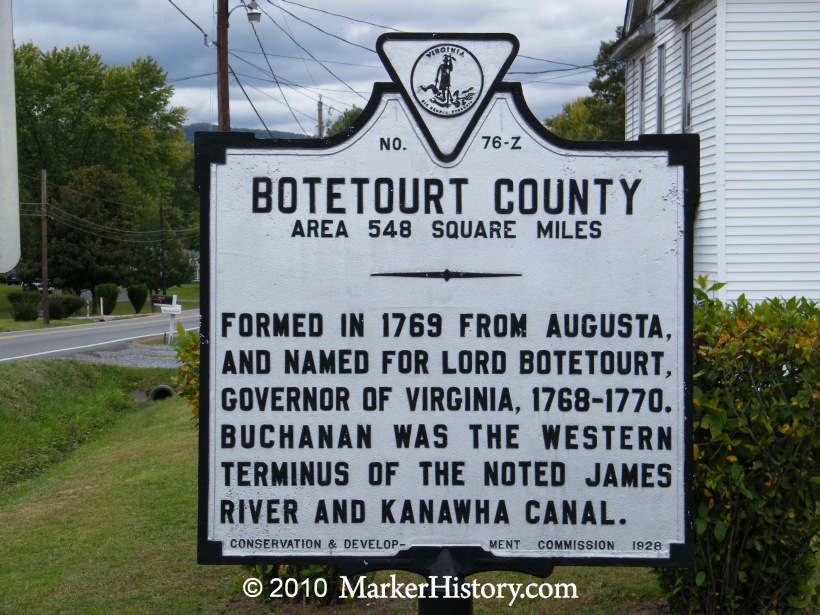 VIRGINIA
NO. 76-Z
BOTETOURT COUNTY
AREA 548 SQUARE MILES
FORMED IN 1769 FROM AUGUSTA,
AND NAMED FOR LORD BOTETOURT,
GOVERNOR OF VIRGINIA, 1768-1770.
BUCHANAN WAS THE WESTERN
TERMINUS OF THE NOTED JAMES
RIVER AND KANAWHA CANAL.
CONSERVATION & DEVELOP- MENT COMMISSION 1928
© 2010 MarkerHistory.com